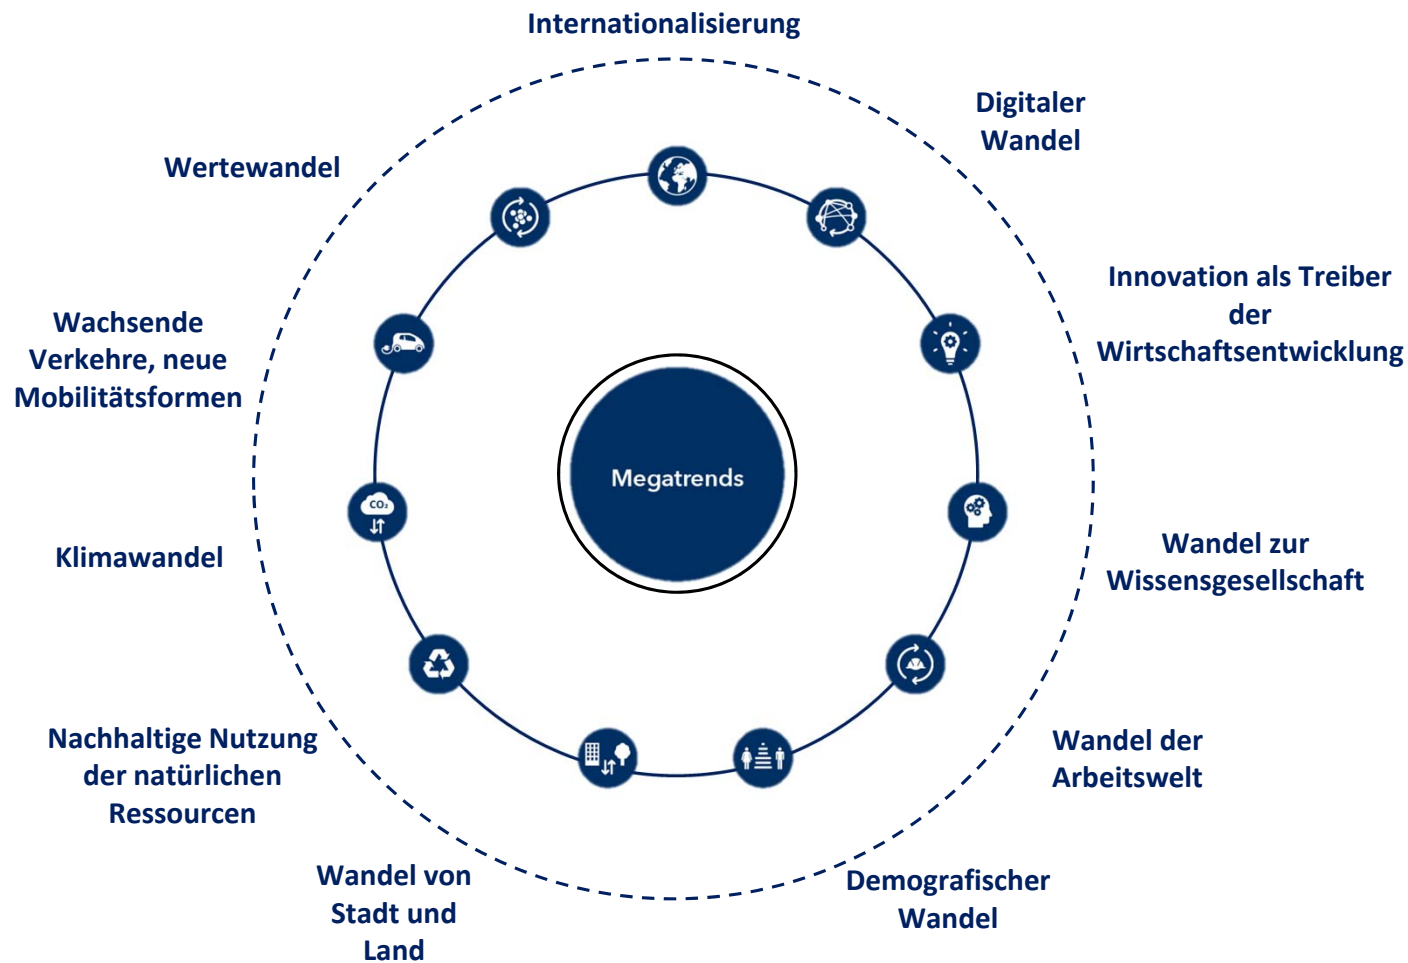 Internationalisierung
Digitaler
Wandel
Wertewandel
Innovation als Treiber
der
Wirtschaftsentwicklung
Wachsende
Verkehre, neue
Mobilitätsformen
Megatrends
CO₂
Klimawandel
Wandel zur
Wissensgesellschaft
Nachhaltige Nutzung
der natürlichen
Ressourcen
Wandel der
Arbeitswelt
Wandel von
Stadt und
Land
Demografischer
Wandel